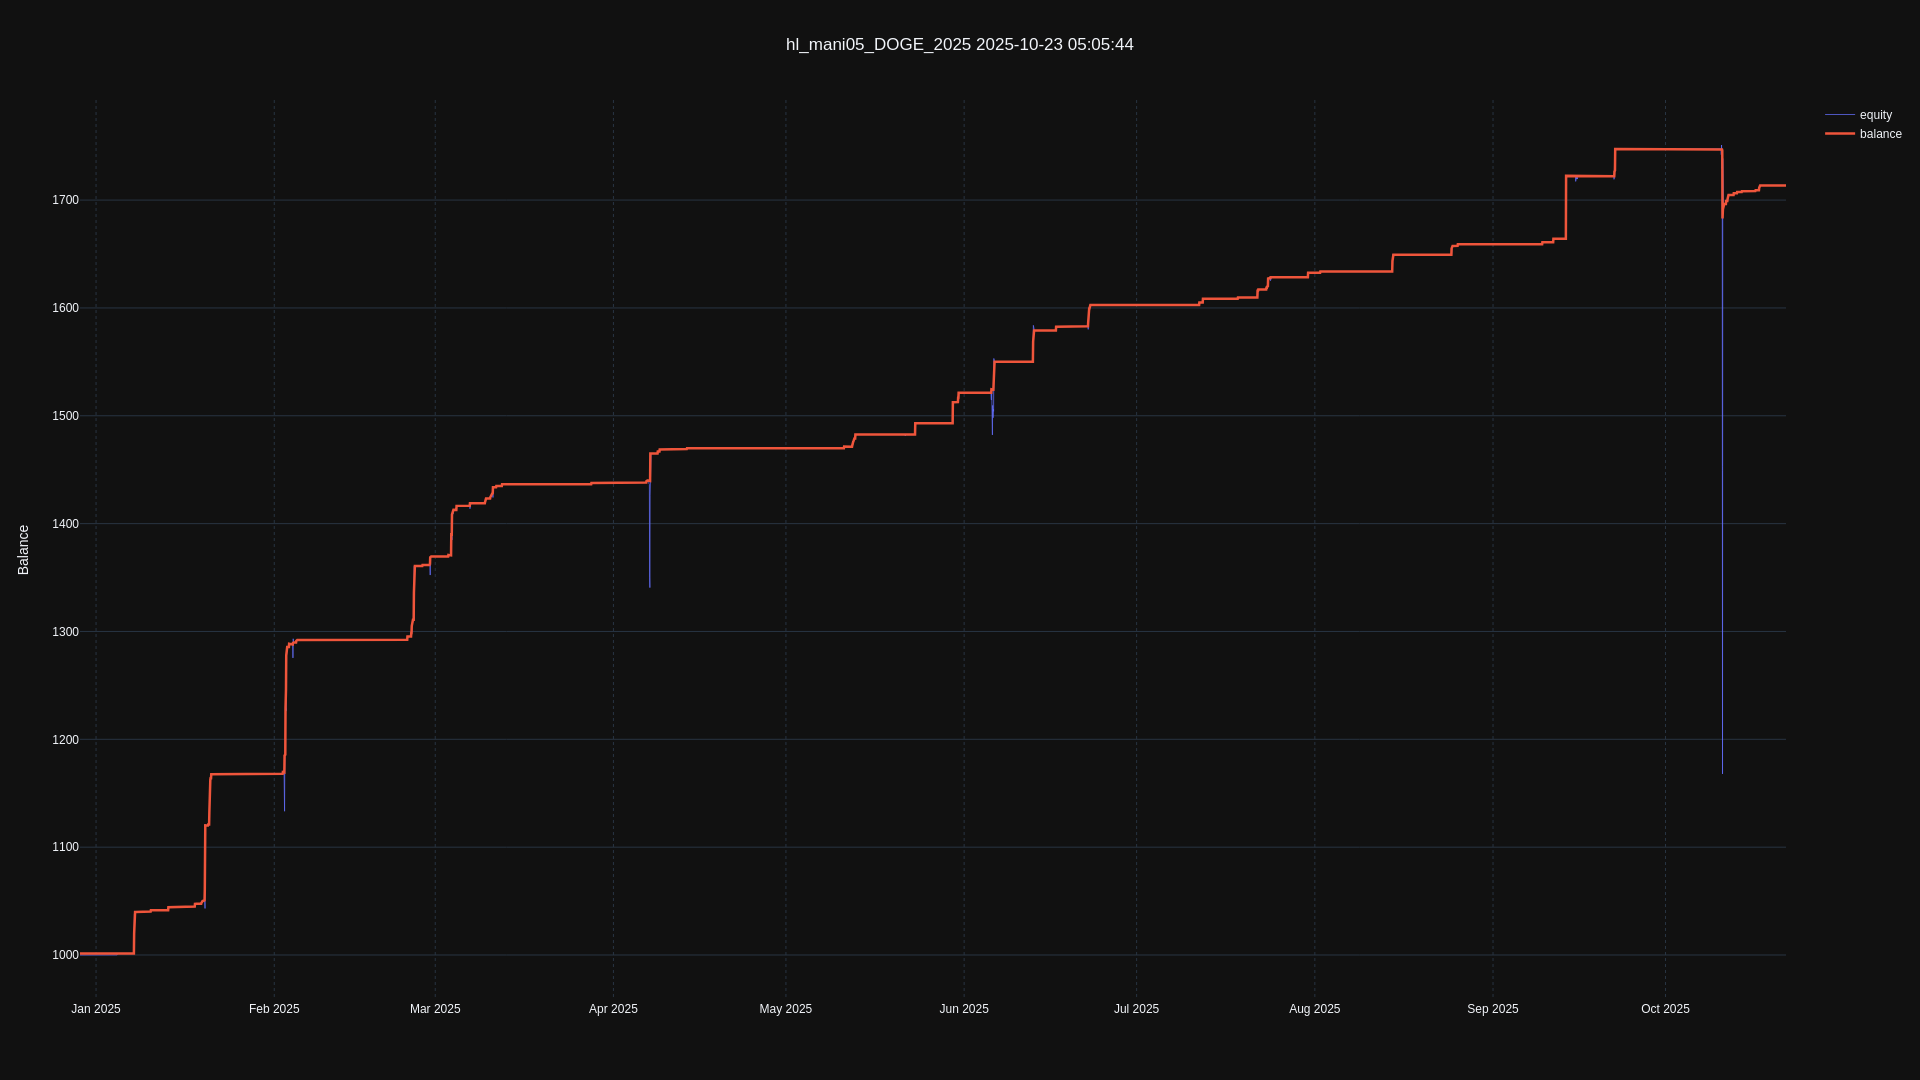 hl_mani05_DOGE_2025 2025-10-23 05:05:44
equity
balance
Balance
1700
1600
1500
1400
1300
1200
1100
1000
Jan 2025
Feb 2025
Mar 2025
Apr 2025
May 2025
Jun 2025
Jul 2025
Aug 2025
Sep 2025
Oct 2025